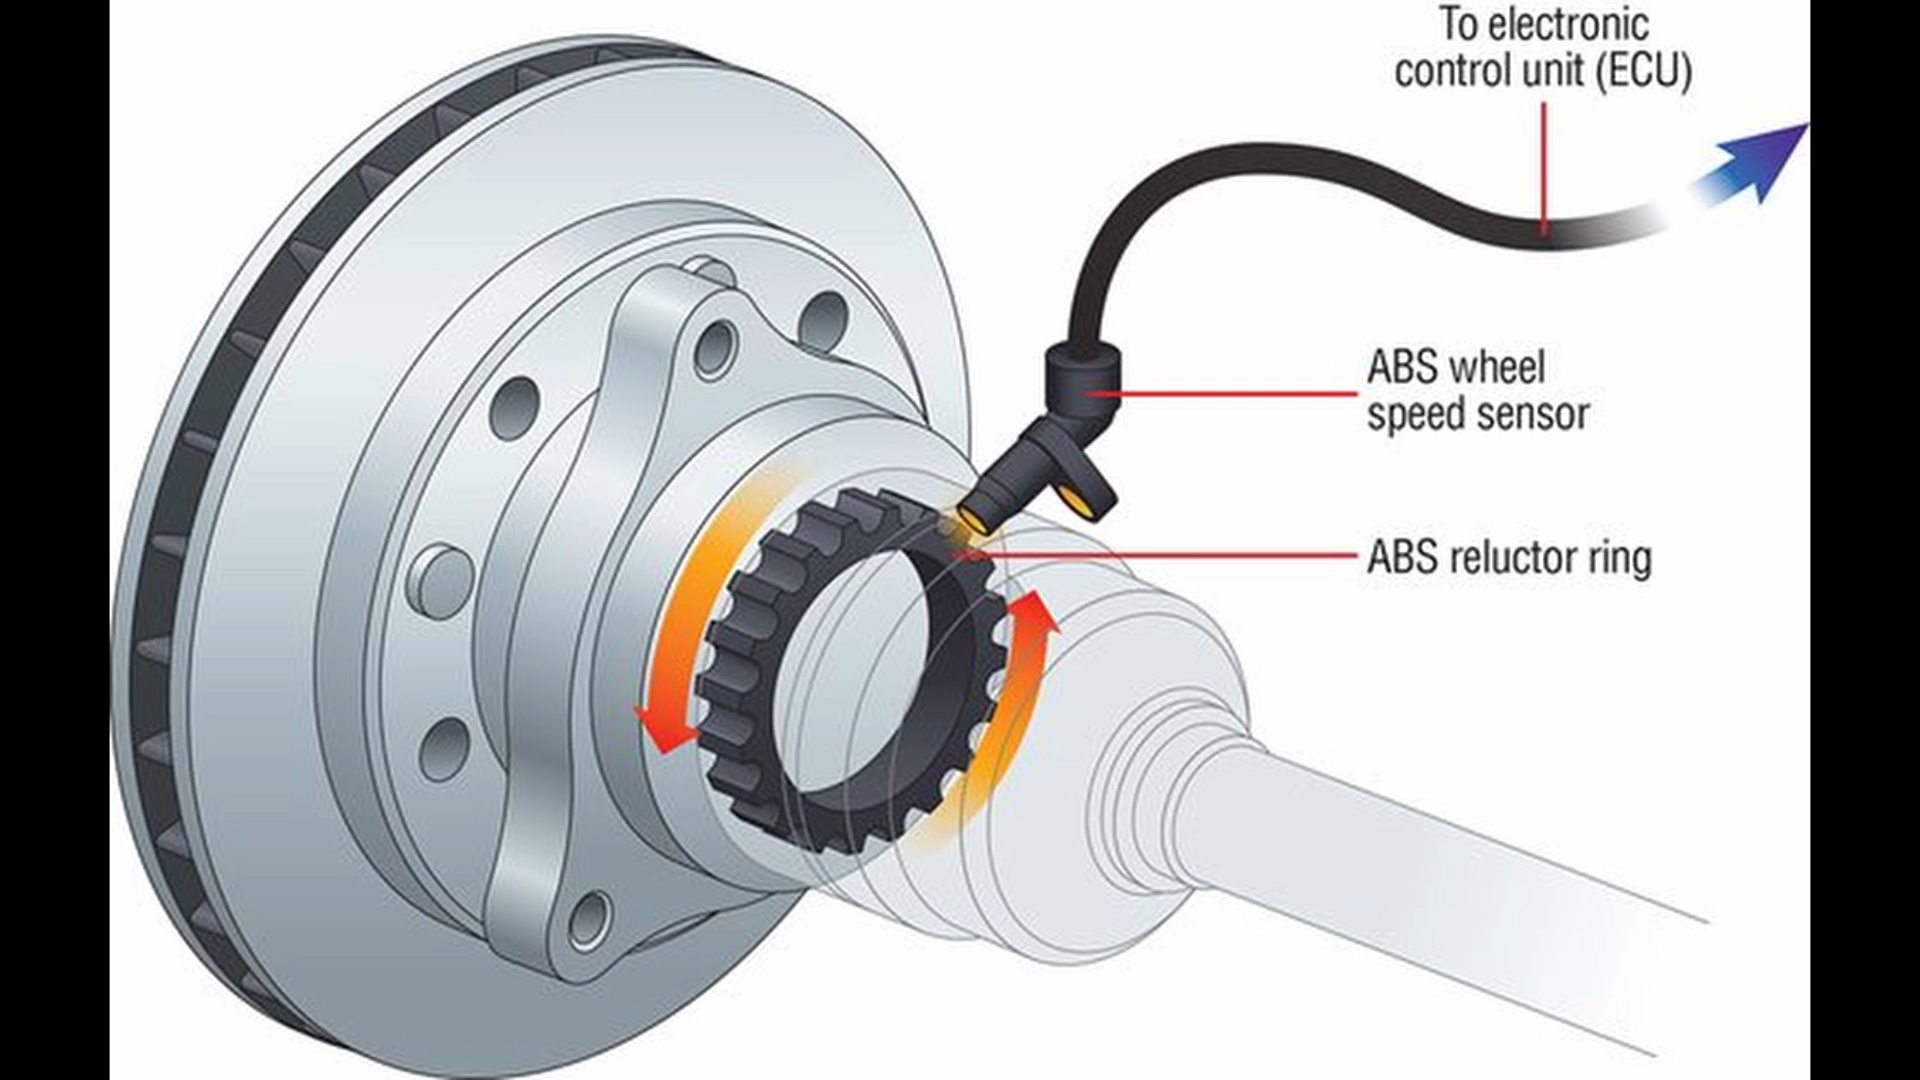 To electronic
control unit (ECU)
ABS wheel
speed sensor
ABS reluctor ring